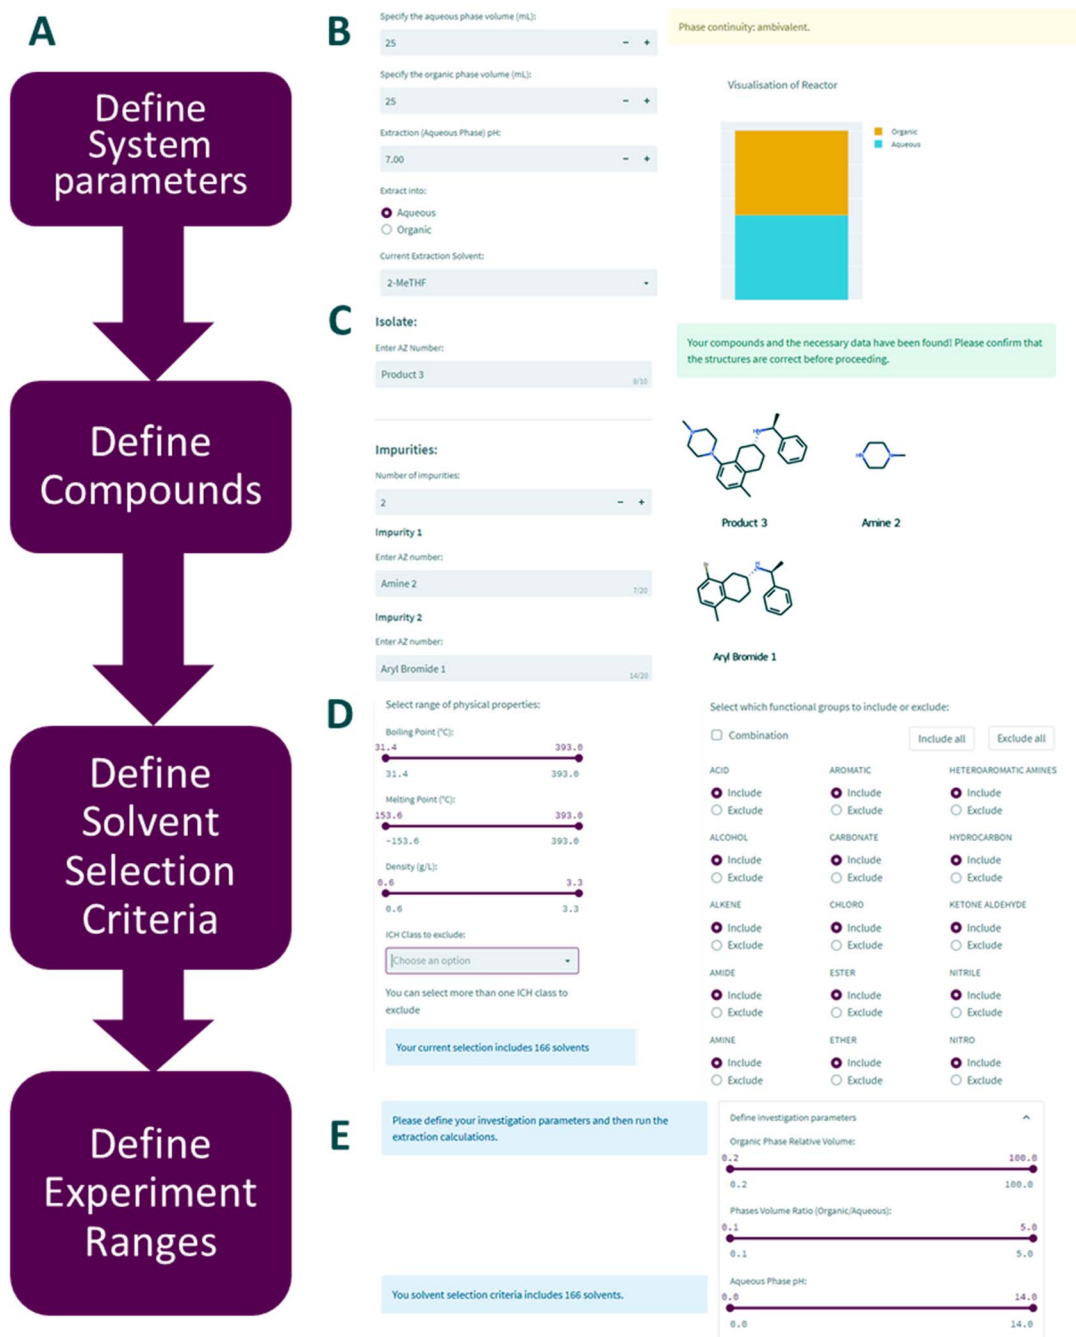 A
Define
System
parameters
Define
Compounds
Define
Solvent
Selection
Criteria
Define
Experiment
Ranges
B
Specify the aqueous phase volume (mL):
25
- +
Specify the organic phase volume (mL):
25
- +
Extraction (Aqueous Phase) pH:
7.00
- +
Extract into:
Aqueous
Organic
Current Extraction Solvent:
2-MeTHF
Phase continuity: ambivalent.
Visualisation of Reactor
Organic
Aqueous
C
Isolate:
Enter AZ Number:
Product 3
9/10
Impurities:
Number of impurities:
2
- +
Impurity 1
Enter AZ number:
Amine 2
7/20
Impurity 2
Enter AZ number:
Aryl Bromide 1
14/20
Your compounds and the necessary data have been found! Please confirm that
the structures are correct before proceeding.
Product 3
Amine 2
Aryl Bromide 1
D
Select range of physical properties:
Boiling Point (°C):
31.4 393.0
31.4 393.0
Melting Point (°C):
153.6 393.0
-153.6 393.0
Density (g/L):
0.6 3.3
0.6 3.3
ICH Class to exclude:
Choose an option
You can select more than one ICH class to
exclude
Your current selection includes 166 solvents
Select which functional groups to include or exclude:
Combination
Include all
Exclude all
ACID AROMATIC HETEROAROMATIC AMINES
Include Include Include
Exclude Exclude Exclude
ALCOHOL CARBONATE HYDROCARBON
Include Include Include
Exclude Exclude Exclude
ALKENE CHLORO KETONE ALDEHYDE
Include Include Include
Exclude Exclude Exclude
AMIDE ESTER NITRILE
Include Include Include
Exclude Exclude Exclude
AMINE ETHER NITRO
Include Include Include
Exclude Exclude Exclude
E
Please define your investigation parameters and then run the
extraction calculations.
You solvent selection criteria includes 166 solvents.
Define investigation parameters
Organic Phase Relative Volume:
0.2 100.0
0.2 100.0
Phases Volume Ratio (Organic/Aqueous):
0.1 5.0
0.1 5.0
Aqueous Phase pH:
0.0 14.0
0.0 14.0